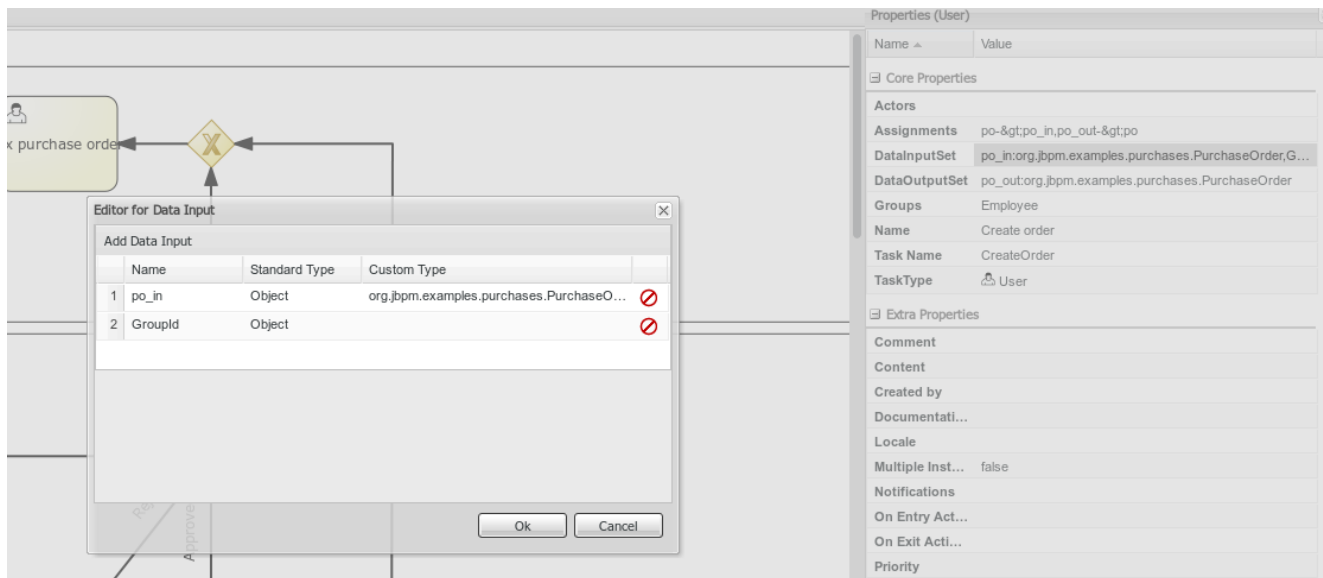 x purchase orde
X
Rej
Approve
Editor for Data Input
Add Data Input
Name Standard Type Custom Type
1 po_in Object org.jbpm.examples.purchases.PurchaseO...
2 GroupId Object
Ok Cancel
Properties (User)
Name Value
Core Properties
Actors
Assignments po-&gt;po_in,po_out-&gt;po
DataInputSet po_in:org.jbpm.examples.purchases.PurchaseOrder,G...
DataOutputSet po_out:org.jbpm.examples.purchases.PurchaseOrder
Groups Employee
Name Create order
Task Name CreateOrder
TaskType User
Extra Properties
Comment
Content
Created by
Documentati...
Locale
Multiple Inst... false
Notifications
On Entry Act...
On Exit Acti...
Priority